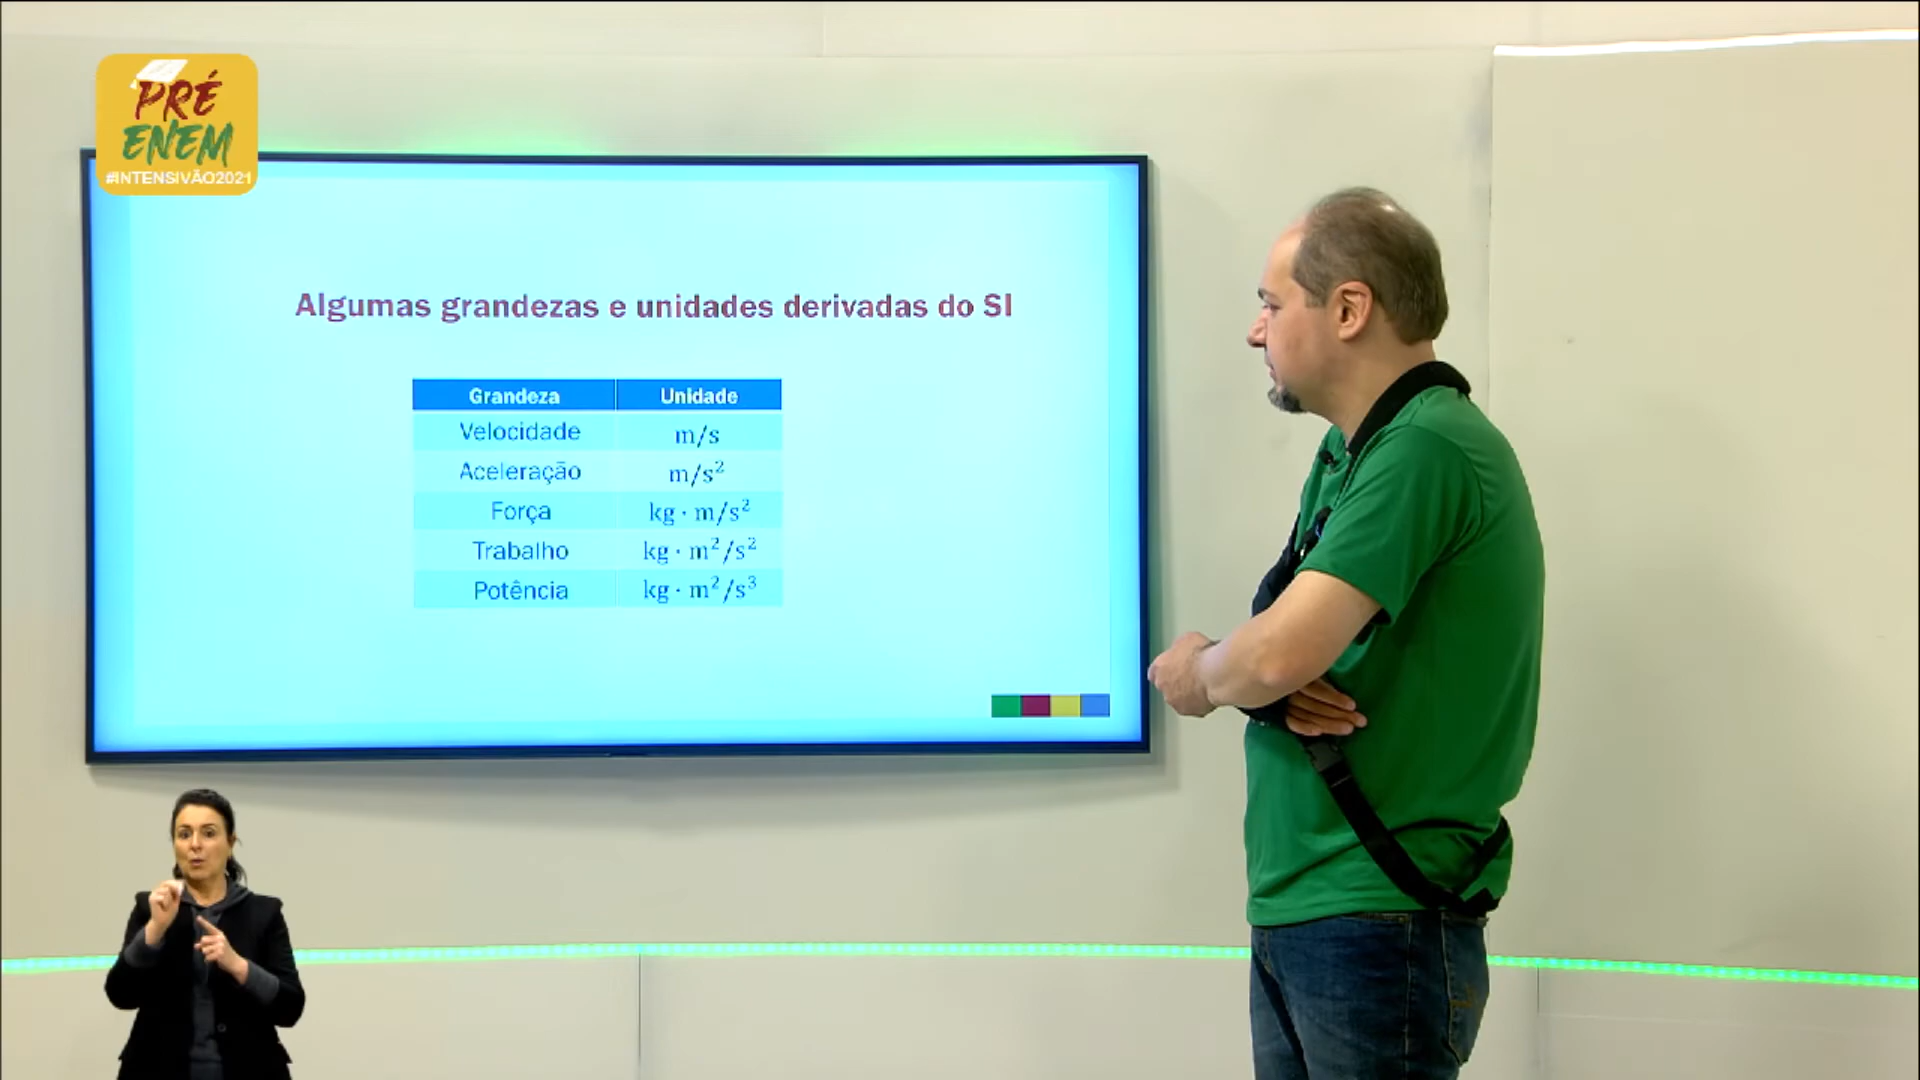 PRÉ
ENEM
#INTENSIVÃO2021
Algumas grandezas e unidades derivadas do SI
Grandeza Unidade
Velocidade m/s
Aceleração m/s²
Força kg · m/s²
Trabalho kg · m²/s²
Potência kg · m²/s³